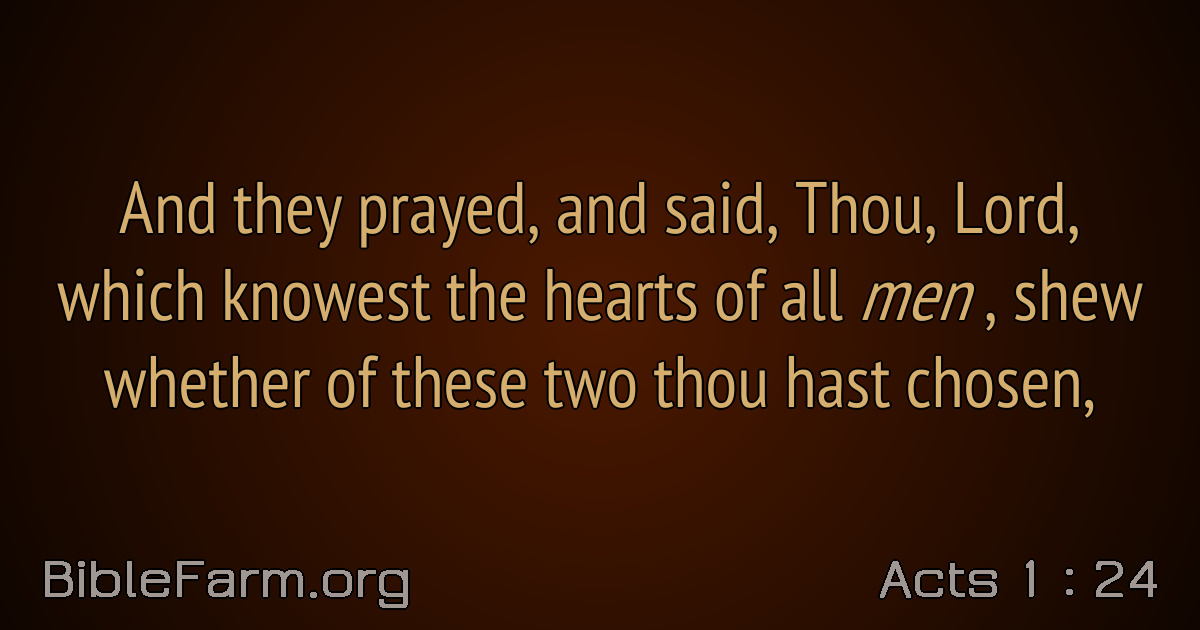 And they prayed, and said, Thou, Lord,
which knowest the hearts of all men , shew
whether of these two thou hast chosen,
BibleFarm.org
Acts 1 : 24